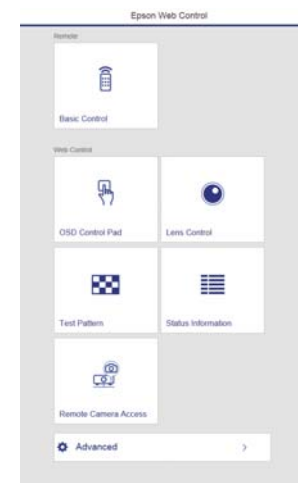 Epson Web Control
Remote
Basic Control
Web Control
OSD Control Pad
Lens Control
Test Pattern
Status Information
Remote Camera Access
Advanced